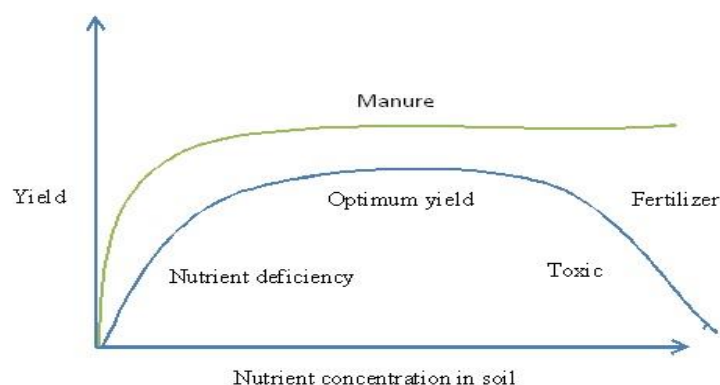 Manure
Yield
Optimum yield
Fertilizer
Nutrient deficiency
Toxic
Nutrient concentration in soil